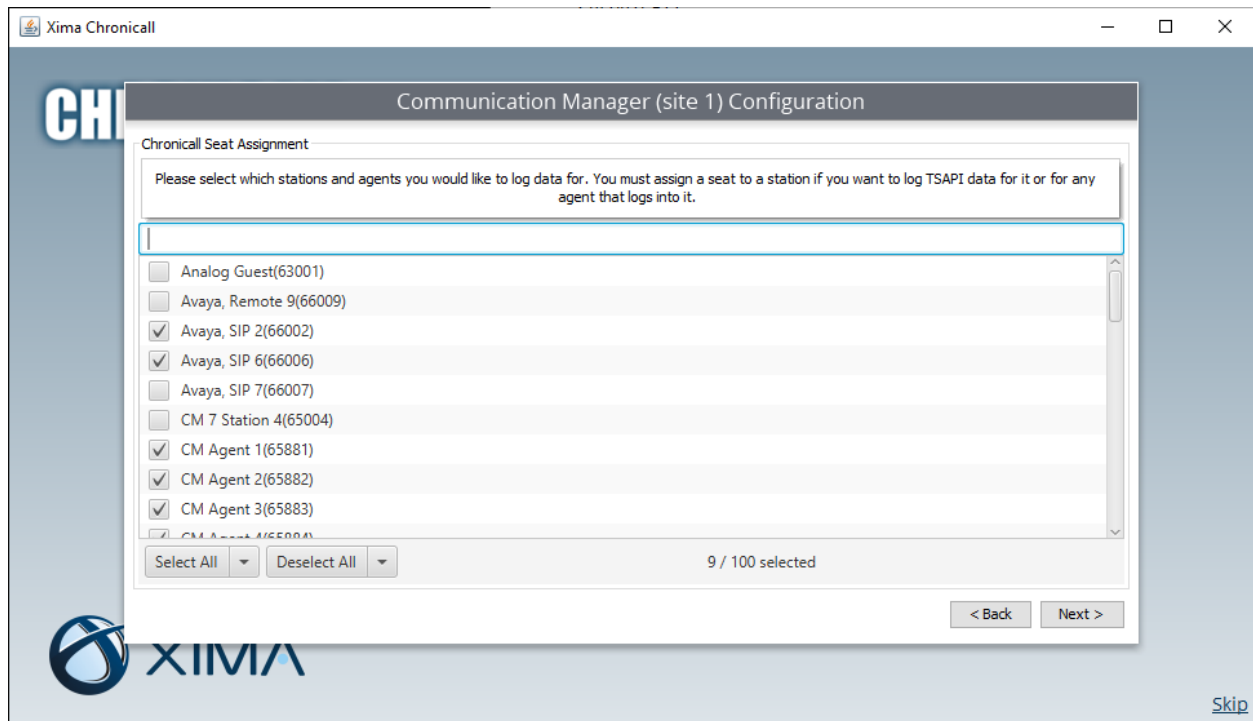 Xima Chronicall
Communication Manager (site 1) Configuration
Chronicall Seat Assignment
Please select which stations and agents you would like to log data for. You must assign a seat to a station if you want to log TSAPI data for it or for any
agent that logs into it.
Analog Guest(63001)
Avaya, Remote 9(66009)
Avaya, SIP 2(66002)
Avaya, SIP 6(66006)
Avaya, SIP 7(66007)
CM 7 Station 4(65004)
CM Agent 1(65881)
CM Agent 2(65882)
CM Agent 3(65883)
CM Agent 4(65884)
Select All
Deselect All
9 / 100 selected
< Back
Next >
XIMA
Skip